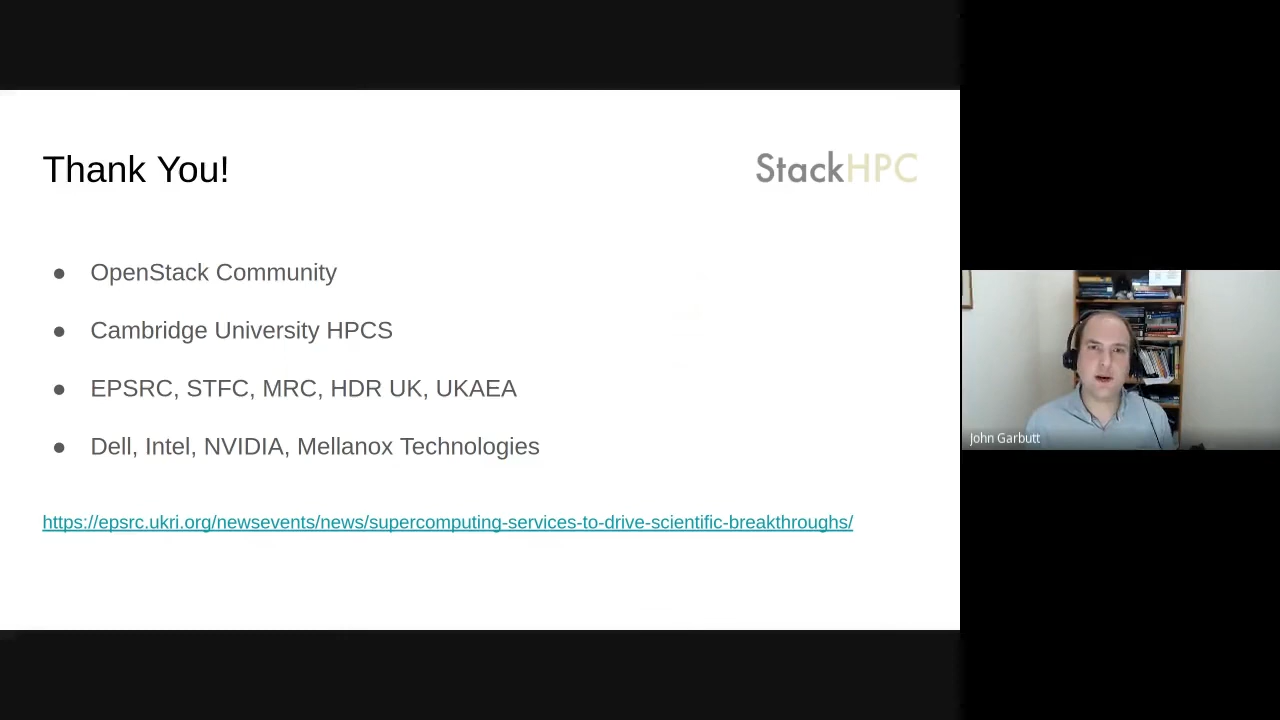 Thank You!
StackHPC
● OpenStack Community
● Cambridge University HPCS
● EPSRC, STFC, MRC, HDR UK, UKAEA
● Dell, Intel, NVIDIA, Mellanox Technologies
https://epsrc.ukri.org/newsevents/news/supercomputing-services-to-drive-scientific-breakthroughs/
John Garbutt